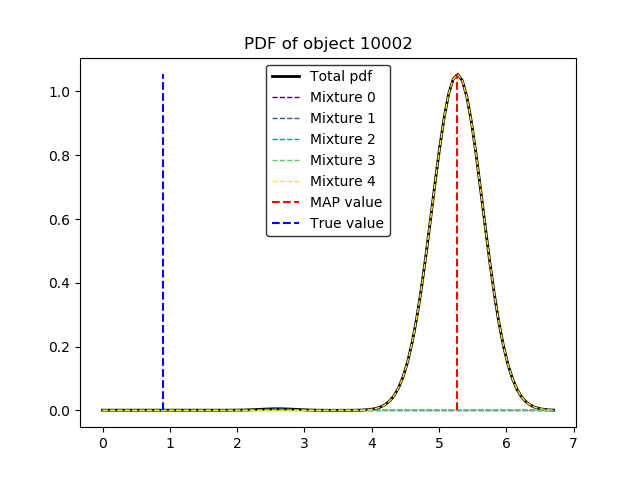 PDF of object 10002
Total pdf
Mixture 0
Mixture 1
Mixture 2
Mixture 3
Mixture 4
MAP value
True value
1.0
0.8
0.6
0.4
0.2
0.0
0 1 2 3 4 5 6 7